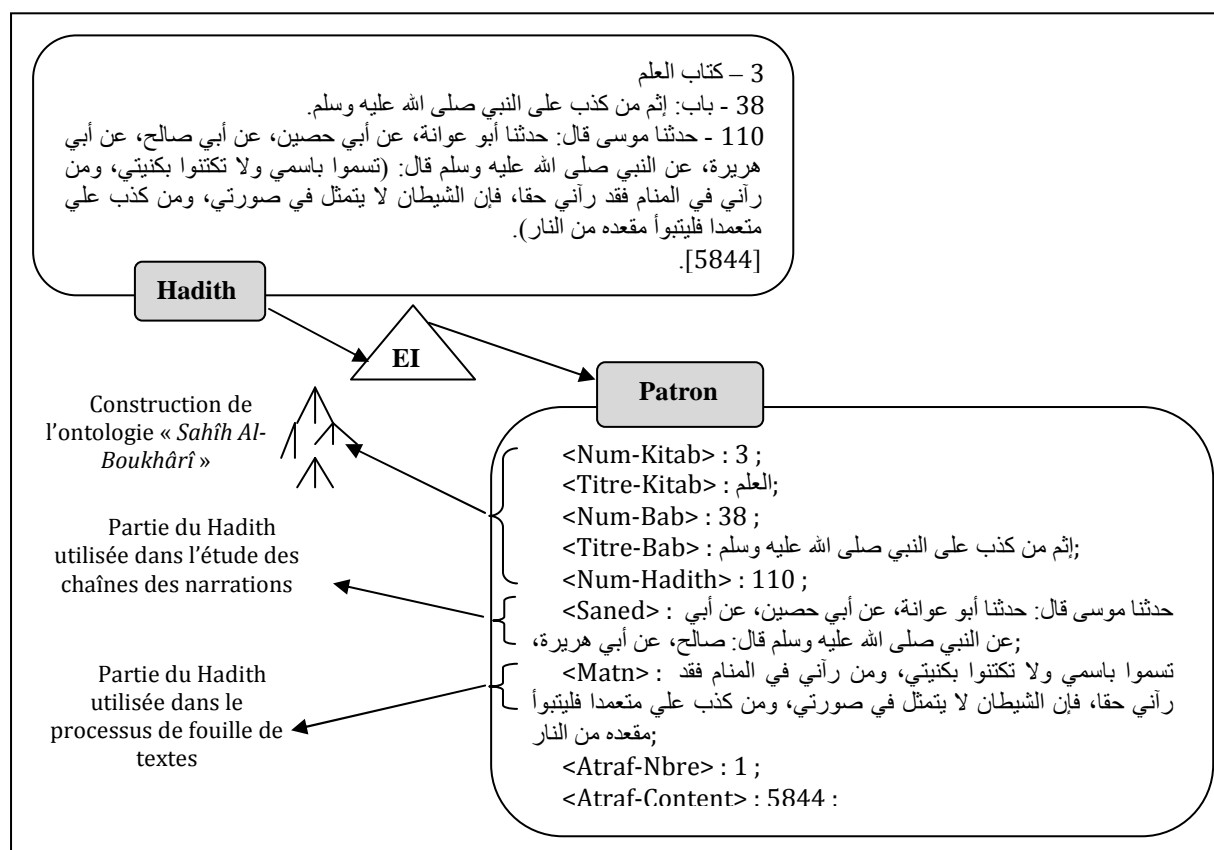 3 – كتاب العلم
38 - باب: إثم من كذب على النبي صلى الله عليه وسلم.
110 - حدثنا موسى قال: حدثنا أبو عوانة، عن أبي حصين، عن أبي صالح، عن أبي
هريرة، عن النبي صلى الله عليه وسلم قال: (تسموا باسمي ولا تكتنوا بكنيتي، ومن
رآني في المنام فقد رآني حقا، فإن الشيطان لا يتمثل في صورتي، ومن كذب علي
متعمدا فليتبوأ مقعده من النار).
[5844].
Hadith
EI
Patron
Construction de
l’ontologie « Sahîh Al-
Boukhârî »
Partie du Hadith
utilisée dans l’étude des
chaînes des narrations
Partie du Hadith
utilisée dans le
processus de fouille de
textes
<Num-Kitab> : 3 ;
<Titre-Kitab> : العلم;
<Num-Bab> : 38 ;
<Titre-Bab> : إثم من كذب على النبي صلى الله عليه وسلم;
<Num-Hadith> : 110 ;
<Saned> : حدثنا موسى قال: حدثنا أبو عوانة، عن أبي حصين، عن أبي
صالح، عن أبي هريرة، عن النبي صلى الله عليه وسلم قال:;
<Matn> : تسموا باسمي ولا تكتنوا بكنيتي، ومن رآني في المنام فقد
رآني حقا، فإن الشيطان لا يتمثل في صورتي، ومن كذب علي متعمدا فليتبوأ
مقعده من النار;
<Atraf-Nbre> : 1 ;
<Atraf-Content> : 5844 :